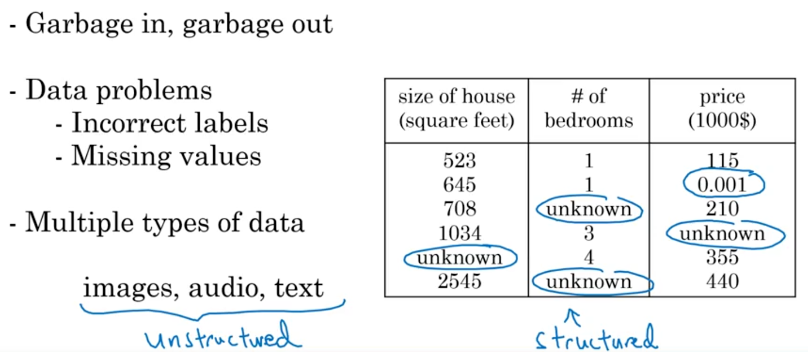 - Garbage in, garbage out
- Data problems
- Incorrect labels
- Missing values
- Multiple types of data
images, audio, text
unstructured
size of house (square feet) # of bedrooms price (1000$)
523 1 115
645 1 0.001
708 unknown 210
1034 3 unknown
unknown 4 355
2545 unknown 440
structured